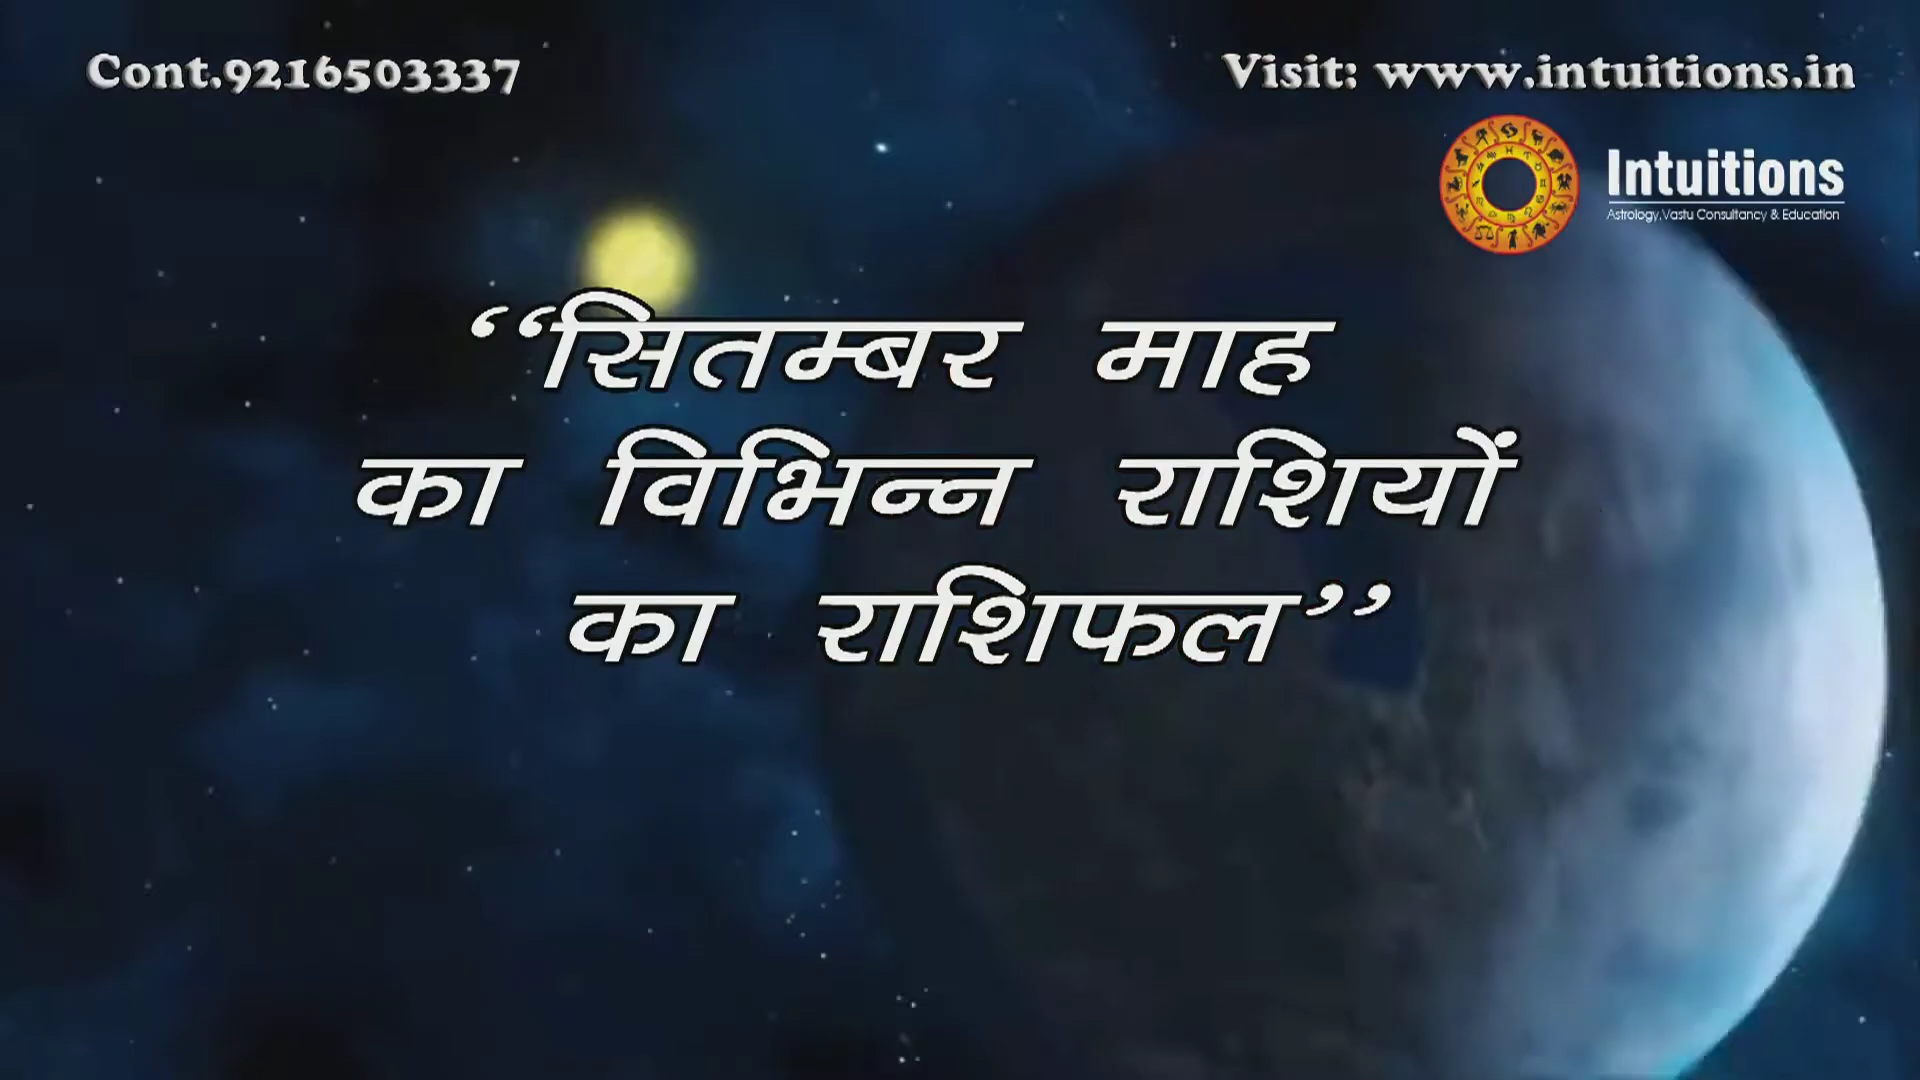 Cont.9216503337
Visit: www.intuitions.in
Intuitions
Astrology,Vastu Consultancy & Education
‘‘सितम्बर माह
का विभिन्न राशियों
का राशिफल’’